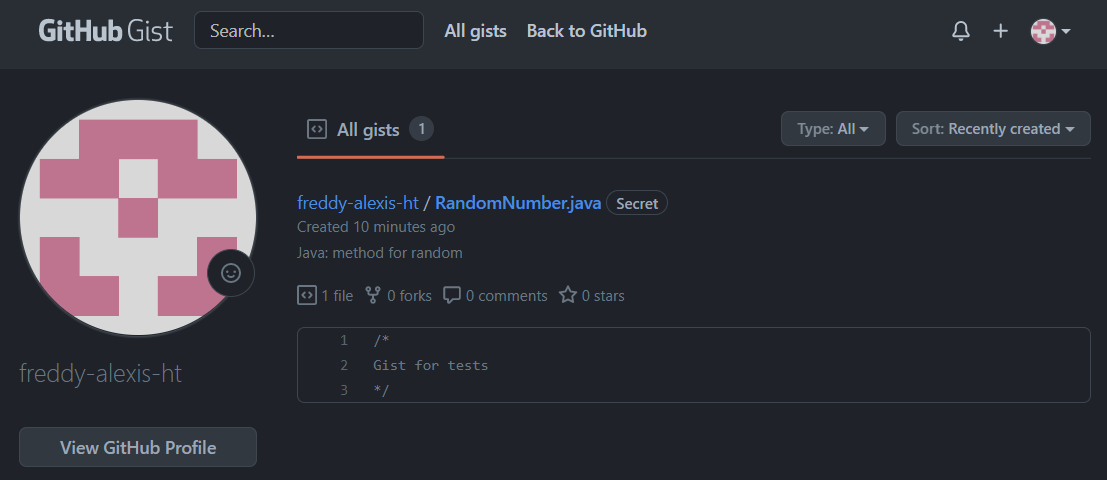 GitHub Gist Search... All gists Back to GitHub
All gists 1 Type: All Sort: Recently created
freddy-alexis-ht / RandomNumber.java Secret
Created 10 minutes ago
Java: method for random
1 file 0 forks 0 comments 0 stars
1 /*
2 Gist for tests
3 */
freddy-alexis-ht
View GitHub Profile